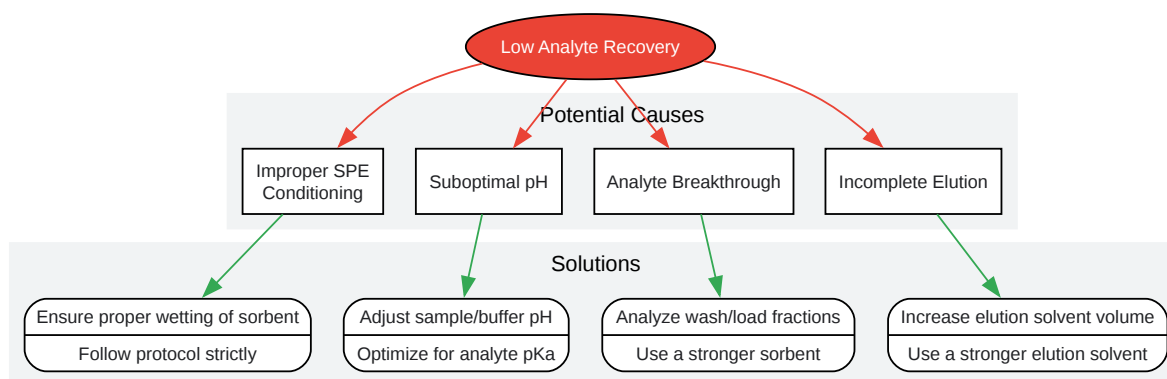 Low Analyte Recovery
Potential Causes
Improper SPE
Conditioning
Suboptimal pH
Analyte Breakthrough
Incomplete Elution
Solutions
Ensure proper wetting of sorbent
Follow protocol strictly
Adjust sample/buffer pH
Optimize for analyte pKa
Analyze wash/load fractions
Use a stronger sorbent
Increase elution solvent volume
Use a stronger elution solvent